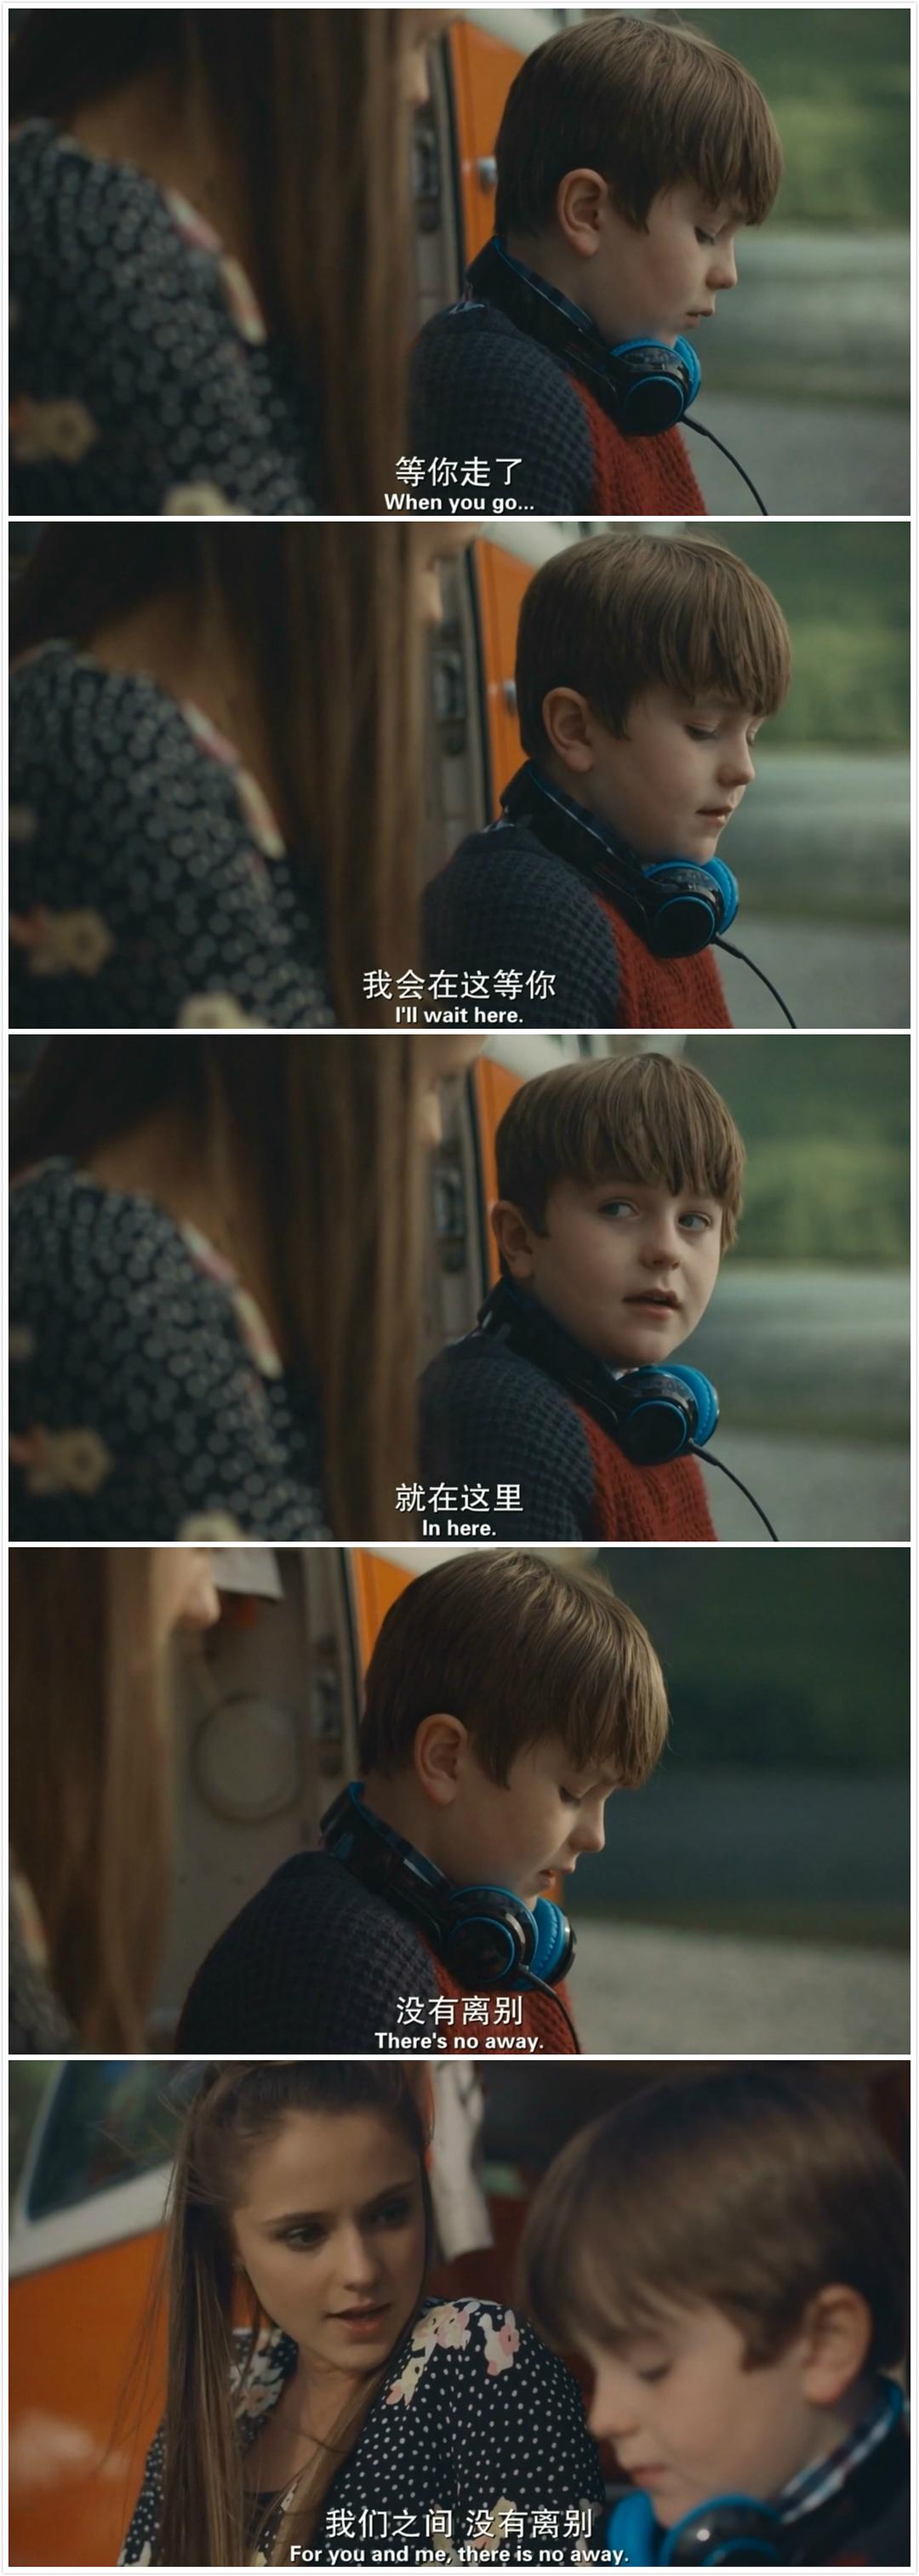 等你走了
When you go...
我会在这等你
I'll wait here.
就在这里
In here.
没有离别
There's no away.
我们之间 没有离别
For you and me, there is no away.